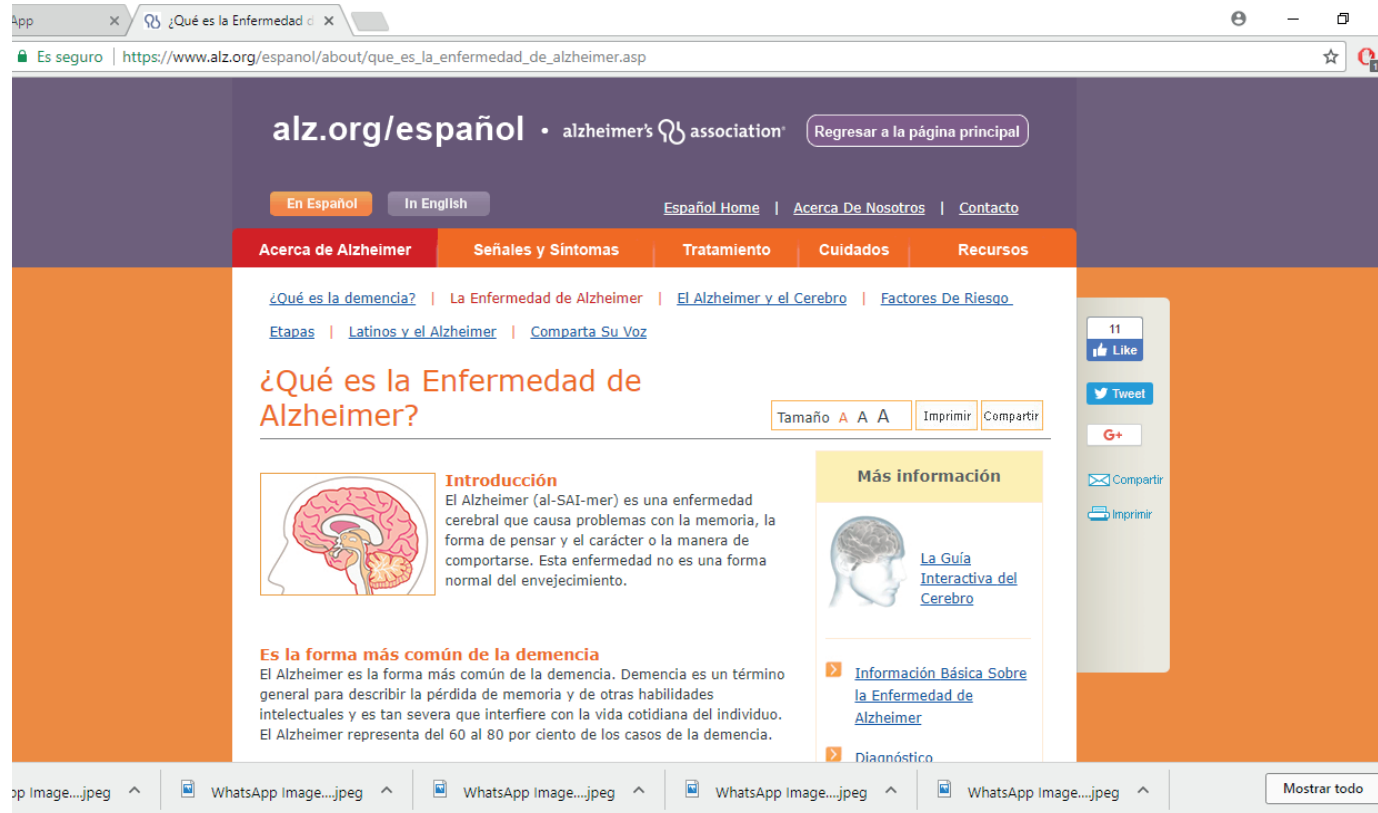 App
¿Qué es la Enfermedad d
Es seguro | https://www.alz.org/espanol/about/que_es_la_enfermedad_de_alzheimer.asp
1
alz.org/español • alzheimer's association® Regresar a la página principal
En Español In English
Español Home | Acerca De Nosotros | Contacto
Acerca de Alzheimer Señales y Síntomas Tratamiento Cuidados Recursos
¿Qué es la demencia? | La Enfermedad de Alzheimer | El Alzheimer y el Cerebro | Factores De Riesgo
Etapas | Latinos y el Alzheimer | Comparta Su Voz
¿Qué es la Enfermedad de
Alzheimer?
Tamaño A A A Imprimir Compartir
11
Like
Tweet
G+
Compartir
Imprimir
Introducción
El Alzheimer (al-SAI-mer) es una enfermedad
cerebral que causa problemas con la memoria, la
forma de pensar y el carácter o la manera de
comportarse. Esta enfermedad no es una forma
normal del envejecimiento.
Es la forma más común de la demencia
El Alzheimer es la forma más común de la demencia. Demencia es un término
general para describir la pérdida de memoria y de otras habilidades
intelectuales y es tan severa que interfiere con la vida cotidiana del individuo.
El Alzheimer representa del 60 al 80 por ciento de los casos de la demencia.
Más información
La Guía
Interactiva del
Cerebro
Información Básica Sobre
la Enfermedad de
Alzheimer
Diagnóstico
pp Image....jpeg WhatsApp Image....jpeg WhatsApp Image....jpeg WhatsApp Image....jpeg WhatsApp Image....jpeg Mostrar todo